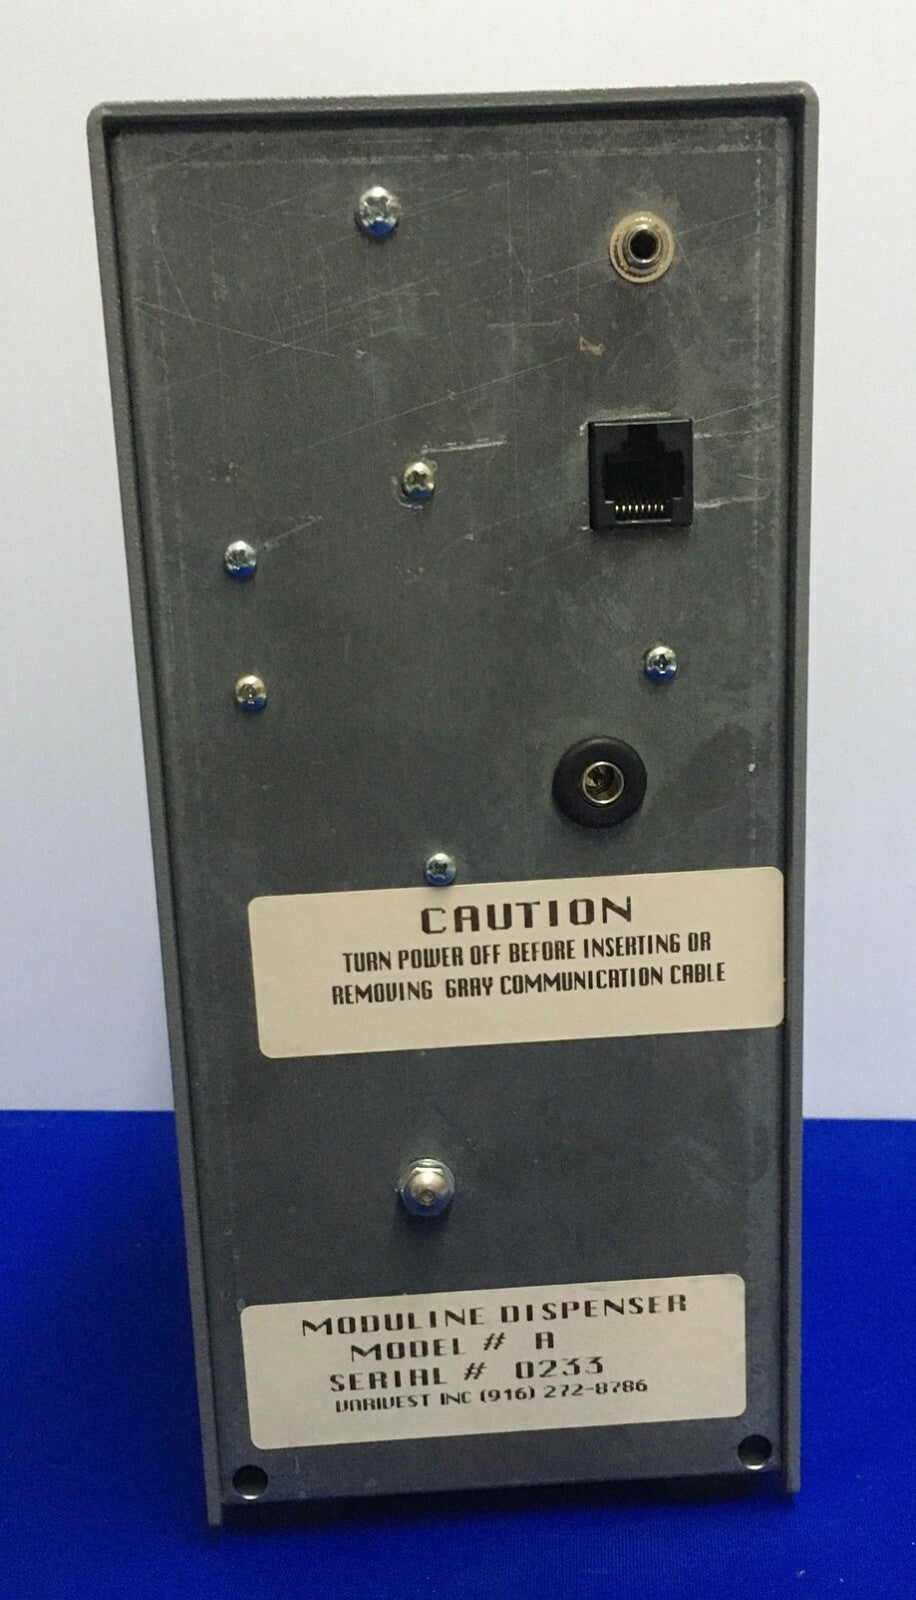 CAUTION
TURN POWER OFF BEFORE INSERTING OR
REMOVING GRAY COMMUNICATION CABLE
MODULINE DISPENSER
MODEL # A
SERIAL # 0233
VARIVEST INC (916) 272-8786